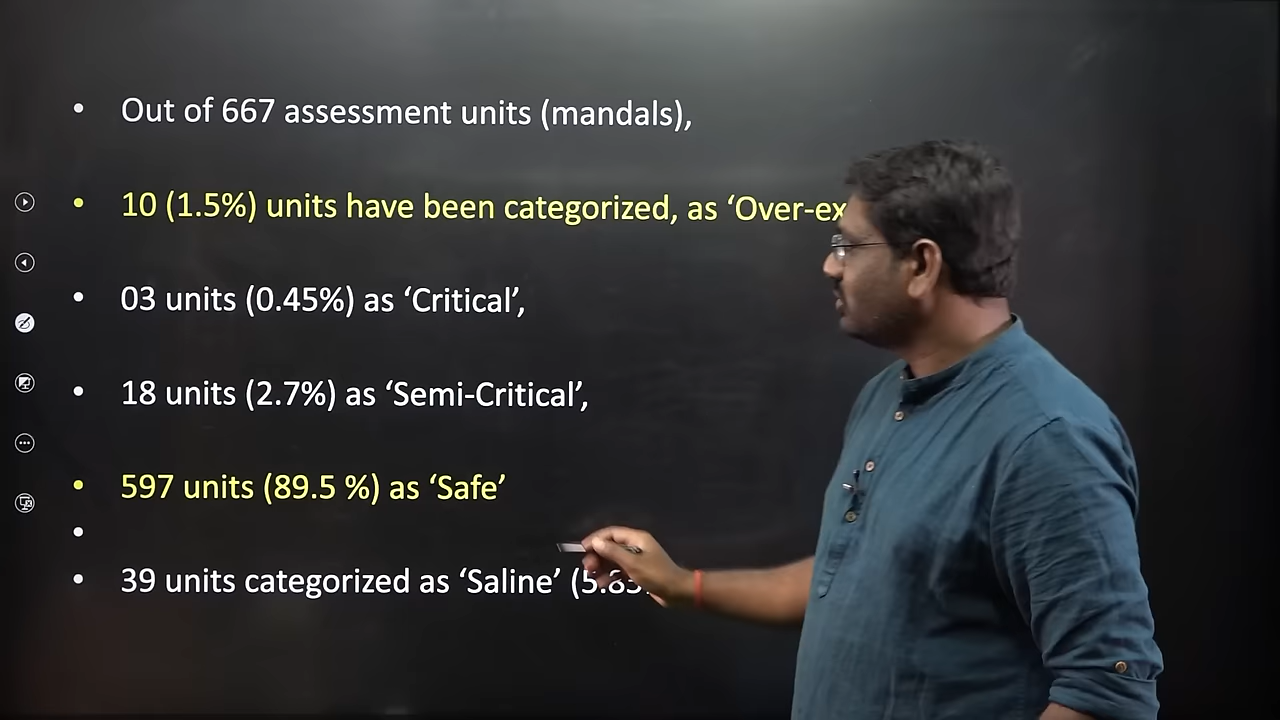 Out of 667 assessment units (mandals),
10 (1.5%) units have been categorized, as ‘Over-ex
03 units (0.45%) as ‘Critical’,
18 units (2.7%) as ‘Semi-Critical’,
597 units (89.5 %) as ‘Safe’
39 units categorized as ‘Saline’ (5.85